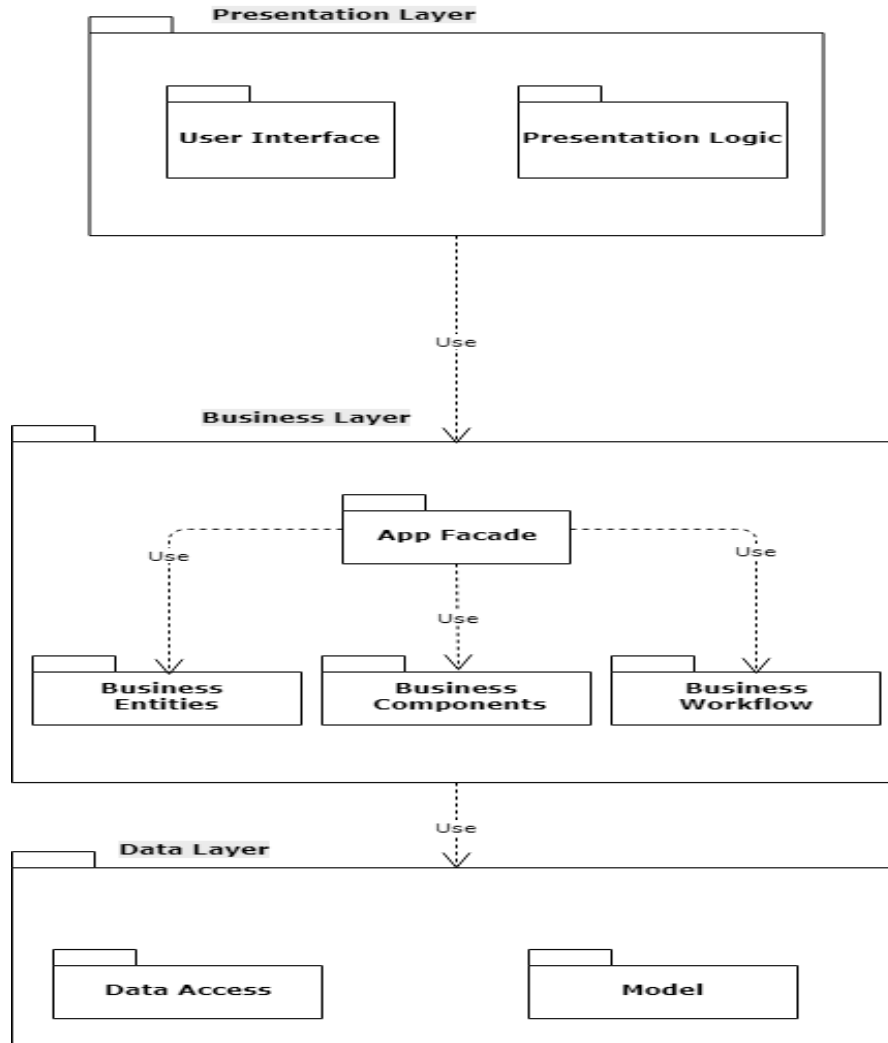 Presentation Layer
User Interface
Presentation Logic
Use
Business Layer
App Facade
Use
Use
Use
Business
Entities
Business
Components
Business
Workflow
Use
Data Layer
Data Access
Model